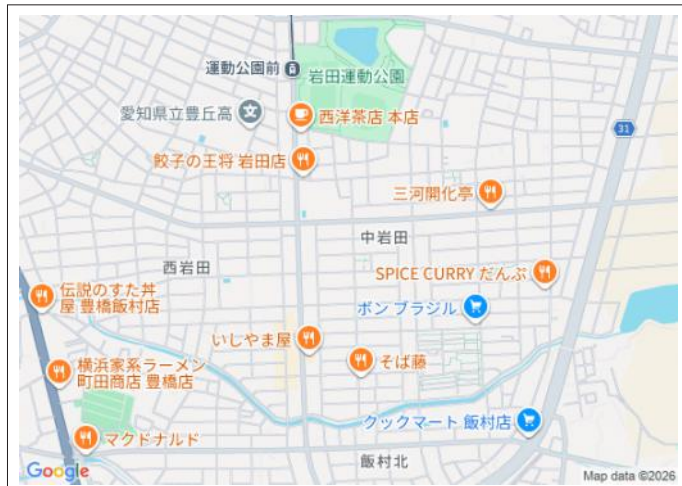 運動公園前
岩田運動公園
愛知県立豊丘高
西洋茶店 本店
31
餃子の王将 岩田店
三河開化亭
中岩田
西岩田
SPICE CURRY だんぷ
伝説のすた丼
屋 豊橋飯村店
ボン ブラジル
いしやま屋
そば藤
横浜家系ラーメン
町田商店 豊橋店
クックマート 飯村店
マクドナルド
飯村北
Google
Map data ©2026